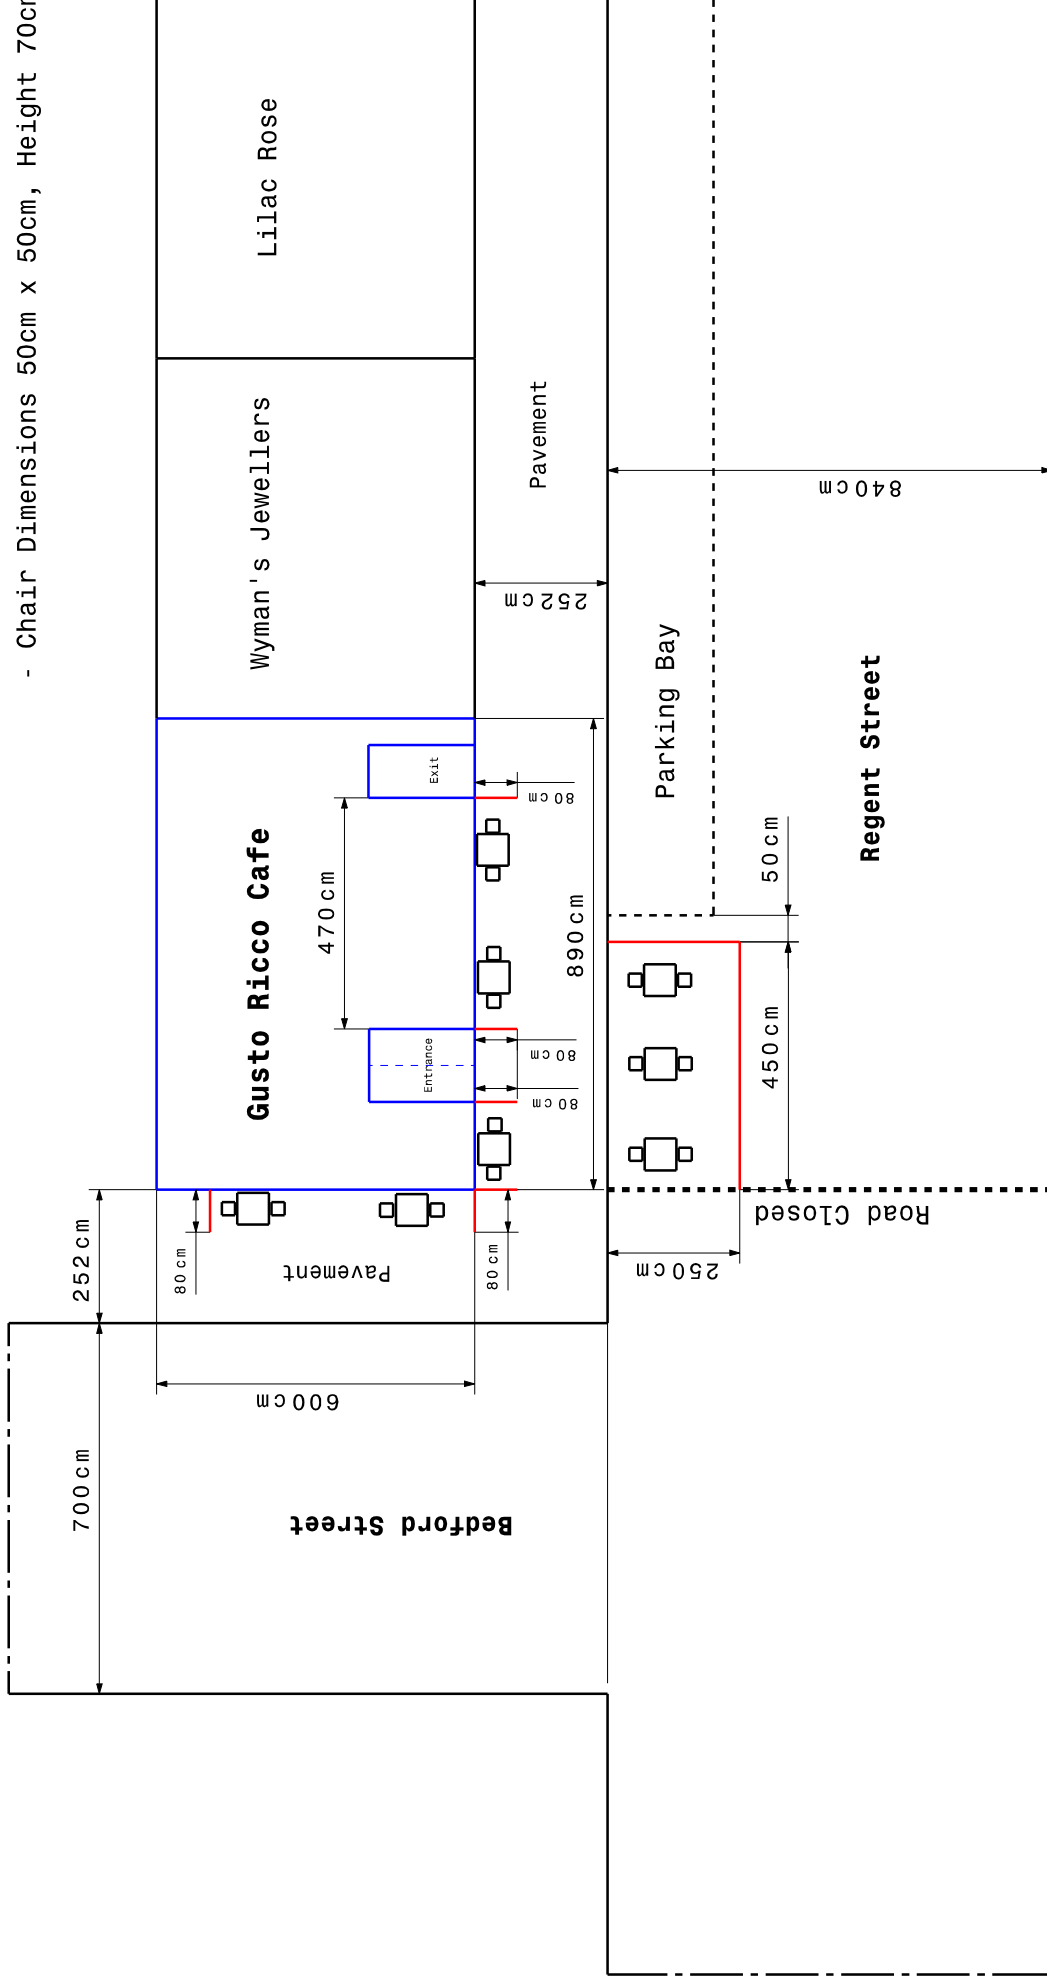 - Chair Dimensions 50cm x 50cm, Height 70cm
Lilac Rose
Wyman's Jewellers
Pavement
840cm
252cm
Parking Bay
Regent Street
Gusto Ricco Cafe
Exit
80cm
470cm
890cm
50cm
Entrance
80cm
80cm
450cm
Road Closed
250cm
252cm
80cm
Pavement
80cm
600cm
700cm
Bedford Street